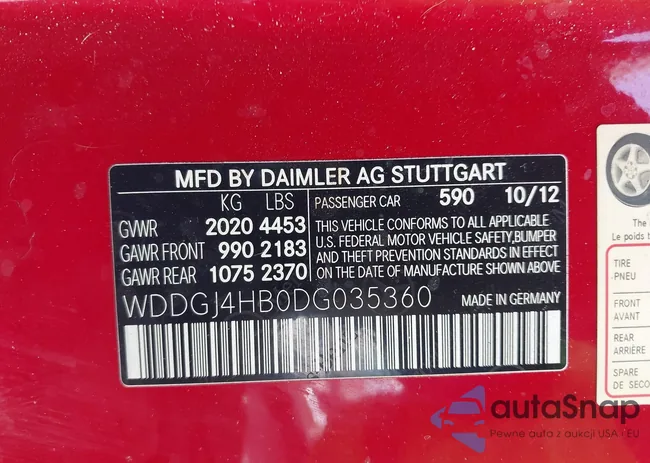 MFD BY DAIMLER AG STUTTGART
KG LBS
GVWR 2020 4453
GAWR FRONT 990 2183
GAWR REAR 1075 2370
PASSENGER CAR 590 10/12
THIS VEHICLE CONFORMS TO ALL APPLICABLE
U.S. FEDERAL MOTOR VEHICLE SAFETY,BUMPER
AND THEFT PREVENTION STANDARDS IN EFFECT
ON THE DATE OF MANUFACTURE SHOWN ABOVE
WDDGJ4HB0DG035360 MADE IN GERMANY
The
Le poids
TIRE
PNEU
FRONT
AVANT
REAR
ARRIÈRE
SPARE
DE SECO
autaSnap
Pewne auta z aukcji USA i EU